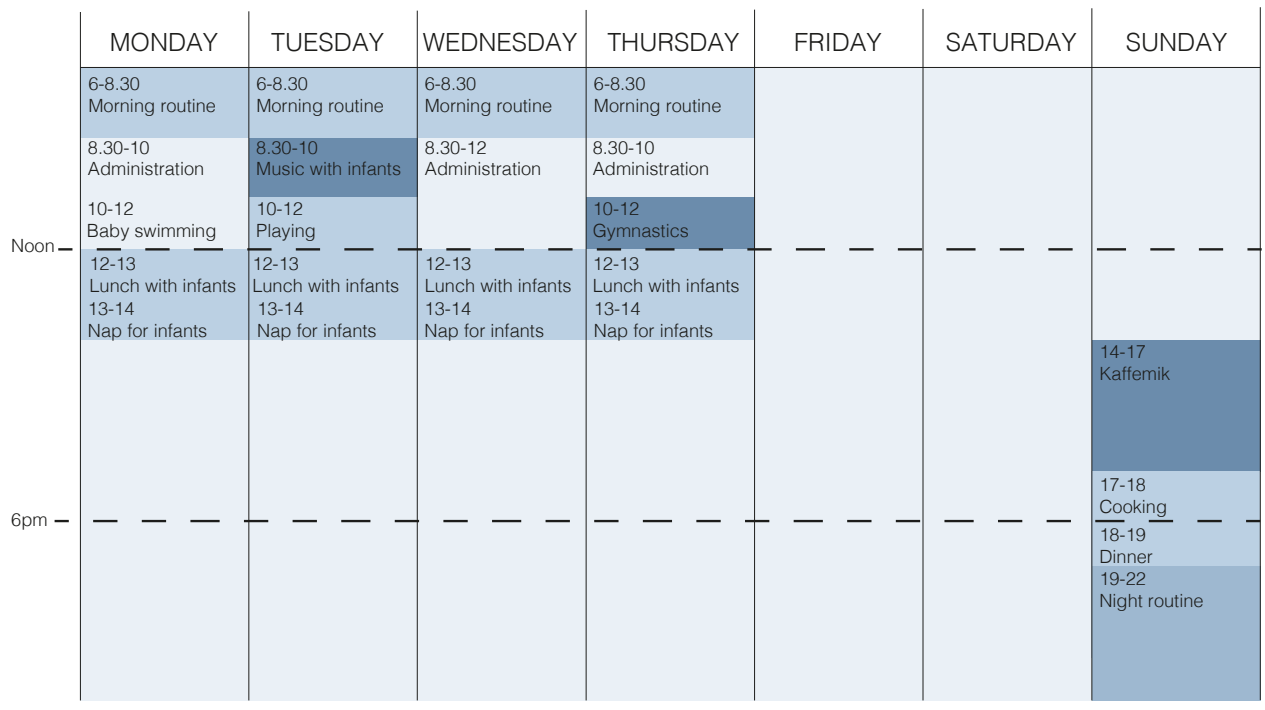 MONDAY
TUESDAY
WEDNESDAY
THURSDAY
FRIDAY
SATURDAY
SUNDAY
6-8.30
Morning routine
8.30-10
Administration
10-12
Baby swimming
12-13
Lunch with infants
13-14
Nap for infants
6-8.30
Morning routine
8.30-10
Music with infants
10-12
Playing
12-13
Lunch with infants
13-14
Nap for infants
6-8.30
Morning routine
8.30-12
Administration
12-13
Lunch with infants
13-14
Nap for infants
6-8.30
Morning routine
8.30-10
Administration
10-12
Gymnastics
12-13
Lunch with infants
13-14
Nap for infants
14-17
Kaffemik
17-18
Cooking
18-19
Dinner
19-22
Night routine
Noon
6pm